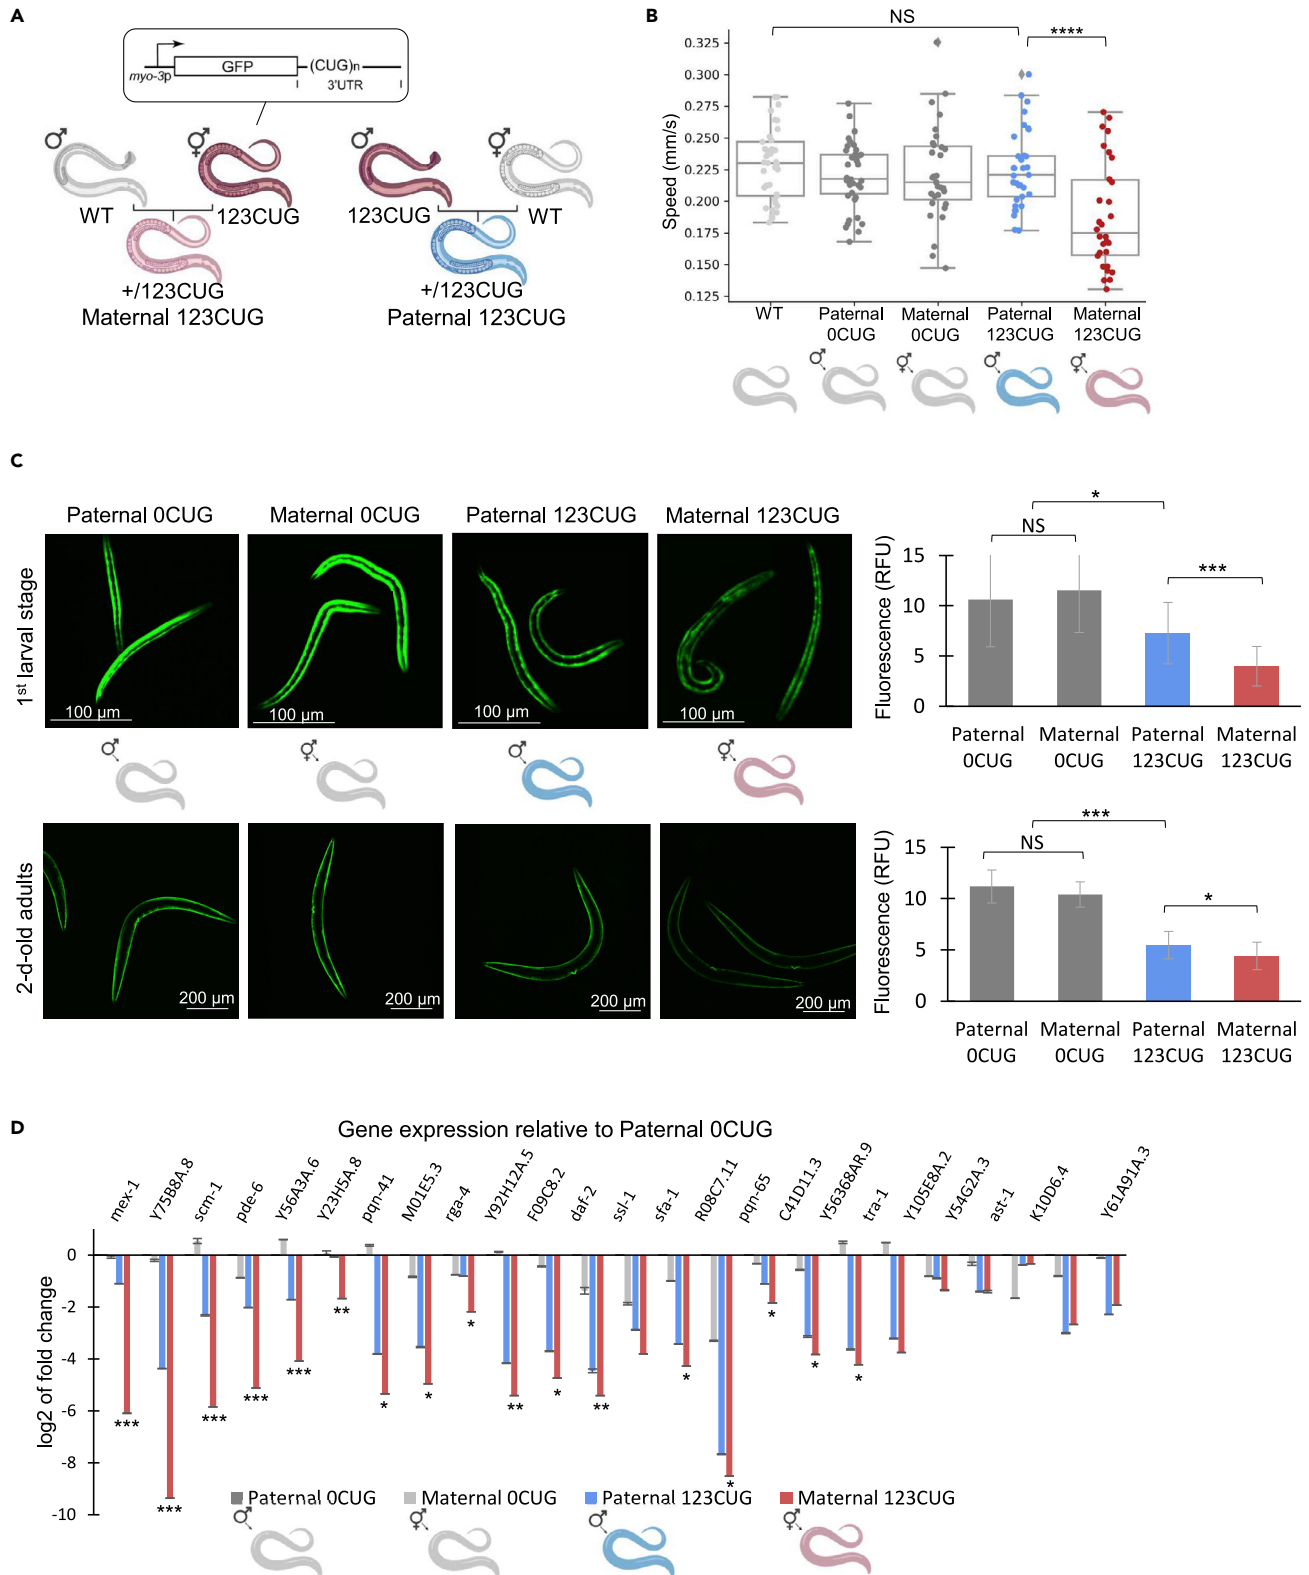 A
myo-3p
GFP
(CUG)n
3'UTR
♂
⚥
♂
⚥
WT
123CUG
123CUG
WT
+/123CUG
Maternal 123CUG
+/123CUG
Paternal 123CUG
B
NS
****
Speed (mm/s)
0.325
0.300
0.275
0.250
0.225
0.200
0.175
0.150
0.125
WT
Paternal 0CUG
Maternal 0CUG
Paternal 123CUG
Maternal 123CUG
♂
⚥
♂
⚥
C
Paternal 0CUG
Maternal 0CUG
Paternal 123CUG
Maternal 123CUG
1st larval stage
100 µm
100 µm
100 µm
100 µm
♂
⚥
♂
⚥
2-d-old adults
200 µm
200 µm
200 µm
200 µm
*
NS
***
Fluorescence (RFU)
15
10
5
0
Paternal 0CUG
Maternal 0CUG
Paternal 123CUG
Maternal 123CUG
***
NS
*
Fluorescence (RFU)
15
10
5
0
Paternal 0CUG
Maternal 0CUG
Paternal 123CUG
Maternal 123CUG
D
Gene expression relative to Paternal 0CUG
mex-1
Y75B8A.8
scm-1
pde-6
Y56A3A.6
Y23H5A.8
pqn-41
M01E5.3
rga-4
Y92H12A.5
F09C8.2
daf-2
ssl-1
sfa-1
R08C7.11
pqn-65
C41D11.3
Y56368AR.9
tra-1
Y105E8A.2
Y54G2A.3
ast-1
K10D6.4
Y61A91A.3
log2 of fold change
0
-2
-4
-6
-8
-10
***
***
***
***
***
**
*
*
*
**
*
**
*
*
*
*
*
Paternal 0CUG
Maternal 0CUG
Paternal 123CUG
Maternal 123CUG
♂
⚥
♂
⚥